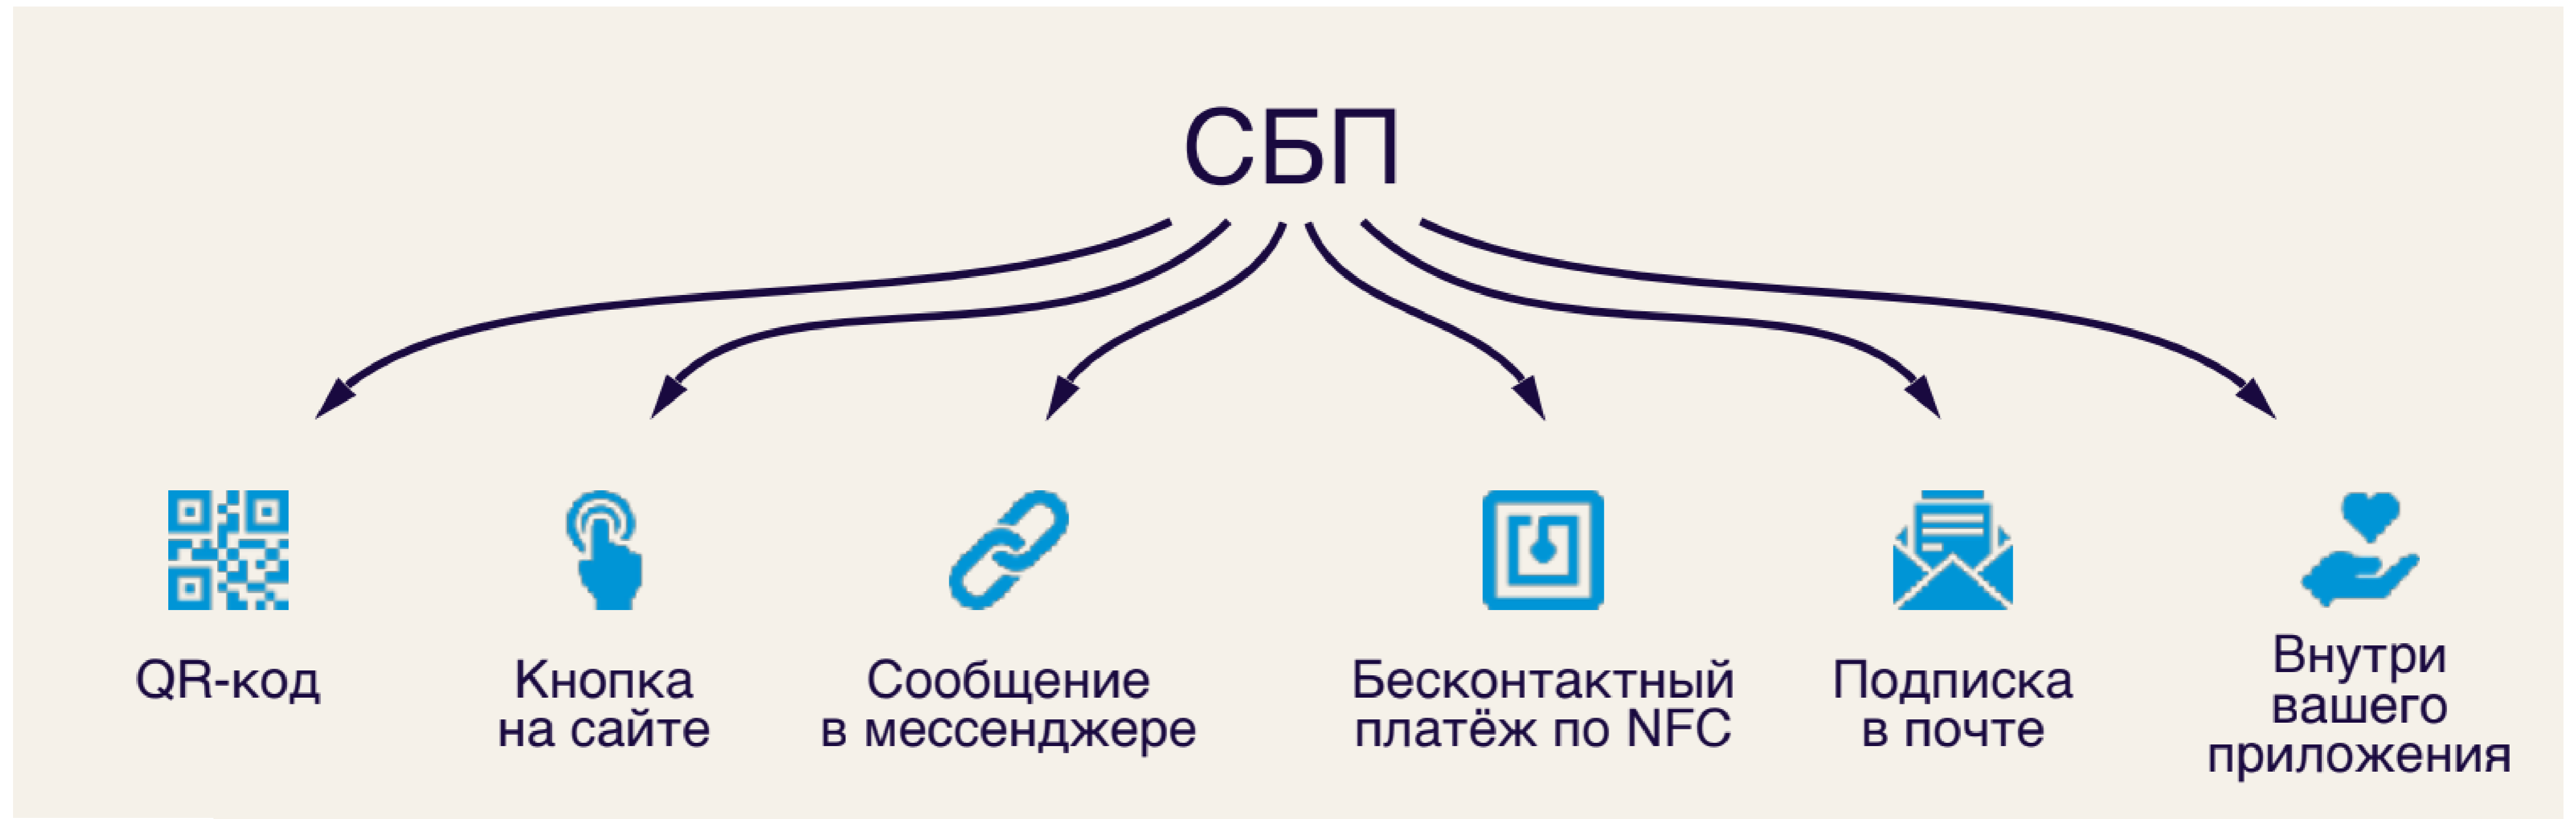 СБП
QR-код
Кнопка
на сайте
Сообщение
в мессенджере
Бесконтактный
платёж по NFC
Подписка
в почте
Внутри
вашего
приложения